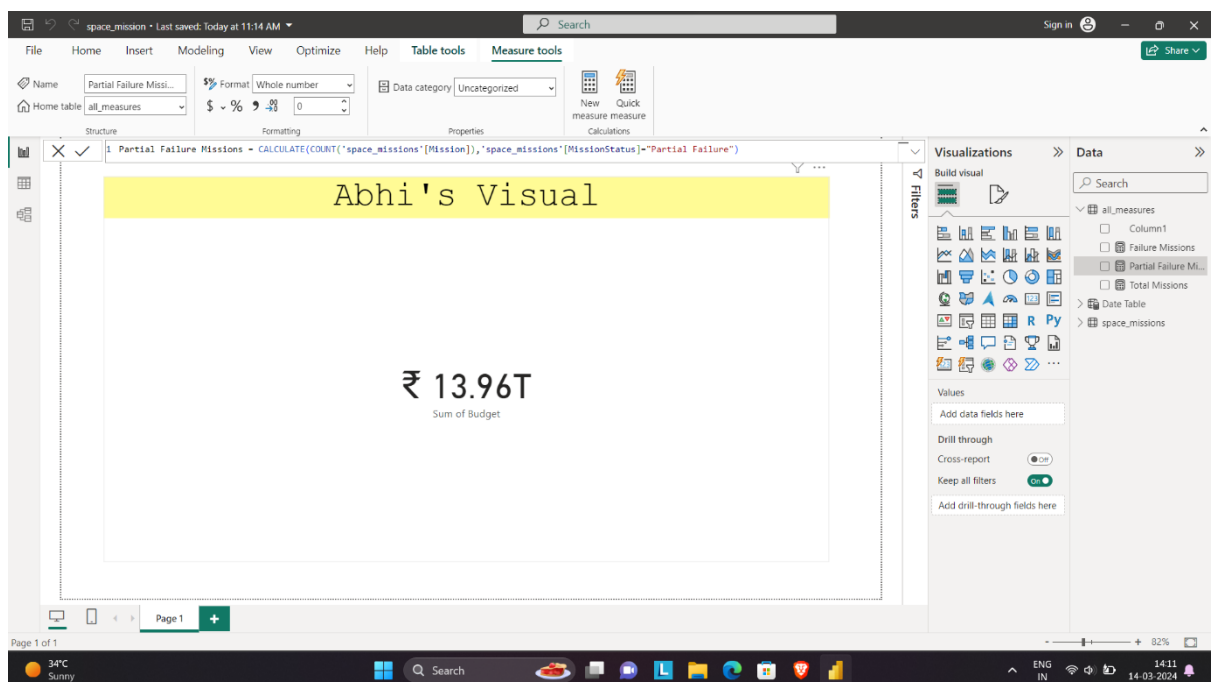 space_mission • Last saved: Today at 11:14 AM
Search
Sign in
File Home Insert Modeling View Optimize Help Table tools Measure tools
Share
Name Partial Failure Missi...
Home table all_measures
Structure
Format Whole number
$ % 0
Formatting
Data category Uncategorized
Properties
New measure
Quick measure
Calculations
1 Partial Failure Missions = CALCULATE(COUNT('space_missions'[Mission]),'space_missions'[MissionStatus]="Partial Failure")
Abhi's Visual
₹ 13.96T
Sum of Budget
Filters
Visualizations
Build visual
123
R Py
Values
Add data fields here
Drill through
Cross-report Off
Keep all filters On
Add drill-through fields here
Data
Search
all_measures
Column1
Failure Missions
Partial Failure Mi...
Total Missions
Date Table
space_missions
Page 1
Page 1 of 1
82%
34°C
Sunny
Search
L
ENG
IN
14:11
14-03-2024